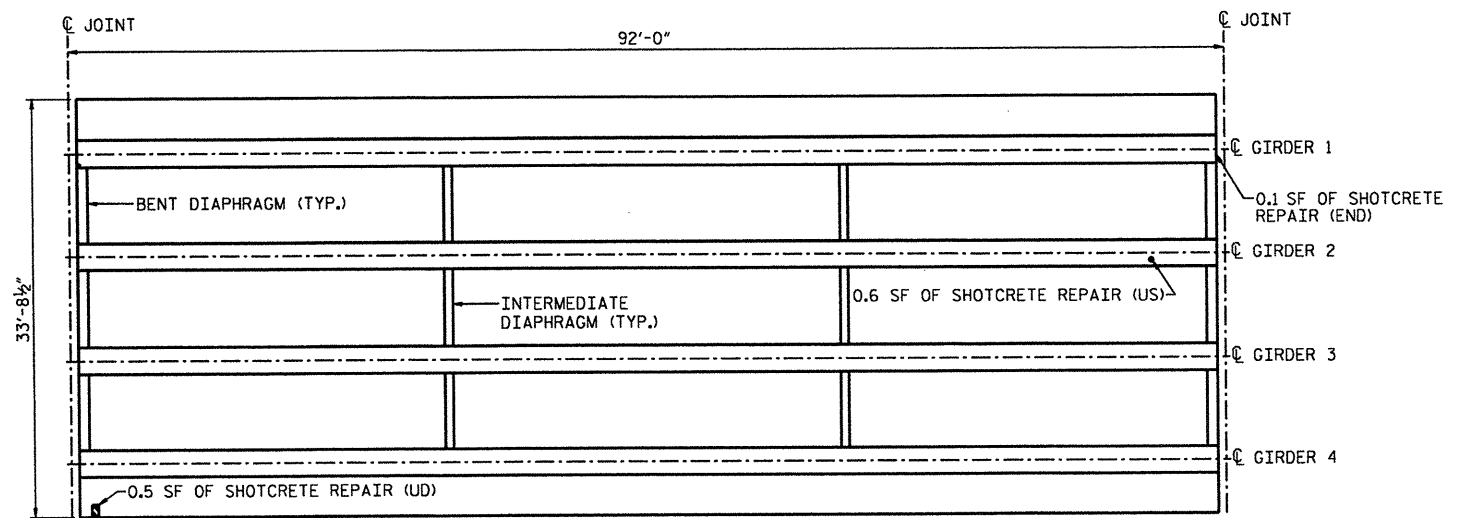 ℄ JOINT
℄ JOINT
92'-0"
℄ GIRDER 1
BENT DIAPHRAGM (TYP.)
0.1 SF OF SHOTCRETE
REPAIR (END)
℄ GIRDER 2
0.6 SF OF SHOTCRETE REPAIR (US)
INTERMEDIATE
DIAPHRAGM (TYP.)
33'-8½"
℄ GIRDER 3
℄ GIRDER 4
0.5 SF OF SHOTCRETE REPAIR (UD)